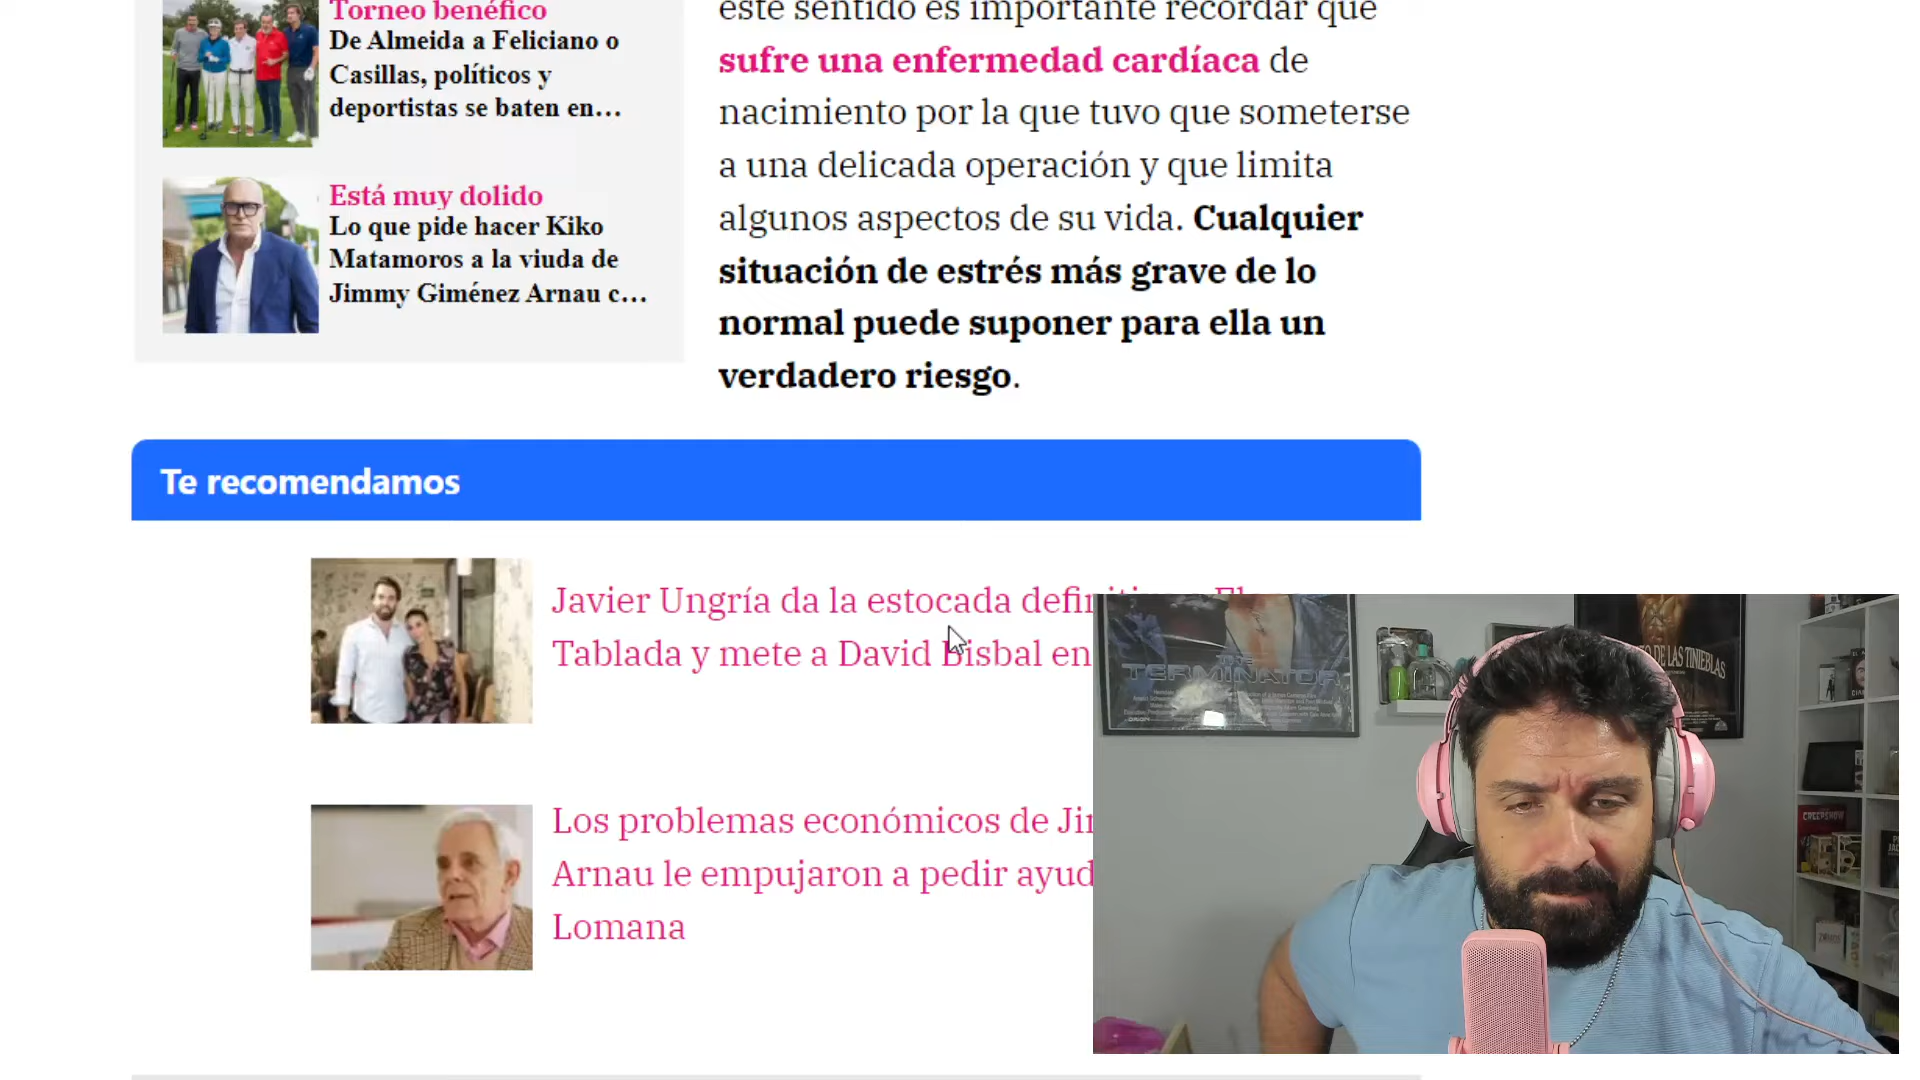 Torneo benéfico
De Almeida a Feliciano o
Casillas, políticos y
deportistas se baten en...
Está muy dolido
Lo que pide hacer Kiko
Matamoros a la viuda de
Jimmy Giménez Arnau c...
este sentido es importante recordar que
sufre una enfermedad cardíaca de
nacimiento por la que tuvo que someterse
a una delicada operación y que limita
algunos aspectos de su vida. Cualquier
situación de estrés más grave de lo
normal puede suponer para ella un
verdadero riesgo.
Te recomendamos
Javier Ungría da la estocada
Tablada y mete a David Bisbal en
Los problemas económicos de
Arnau le empujaron a pedir
Lomana
TERMINATOR
DE LAS TINIEBLAS
CREEPSHOW